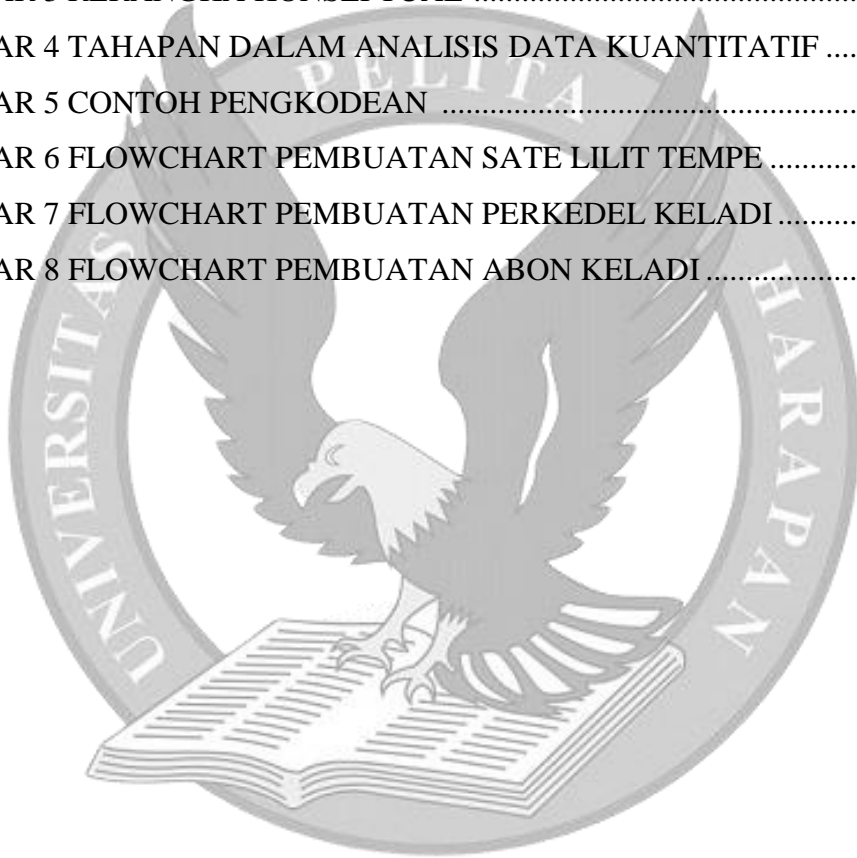 AR 4 TAHAPAN DALAM ANALISIS DATA KUANTITATIF ....
AR 5 CONTOH PENGKODEAN ......................................................
AR 6 FLOWCHART PEMBUATAN SATE LILIT TEMPE ...........
AR 7 FLOWCHART PEMBUATAN PERKEDEL KELADI ..........
AR 8 FLOWCHART PEMBUATAN ABON KELADI ...................
UNIVERSITAS PELITA HARAPAN